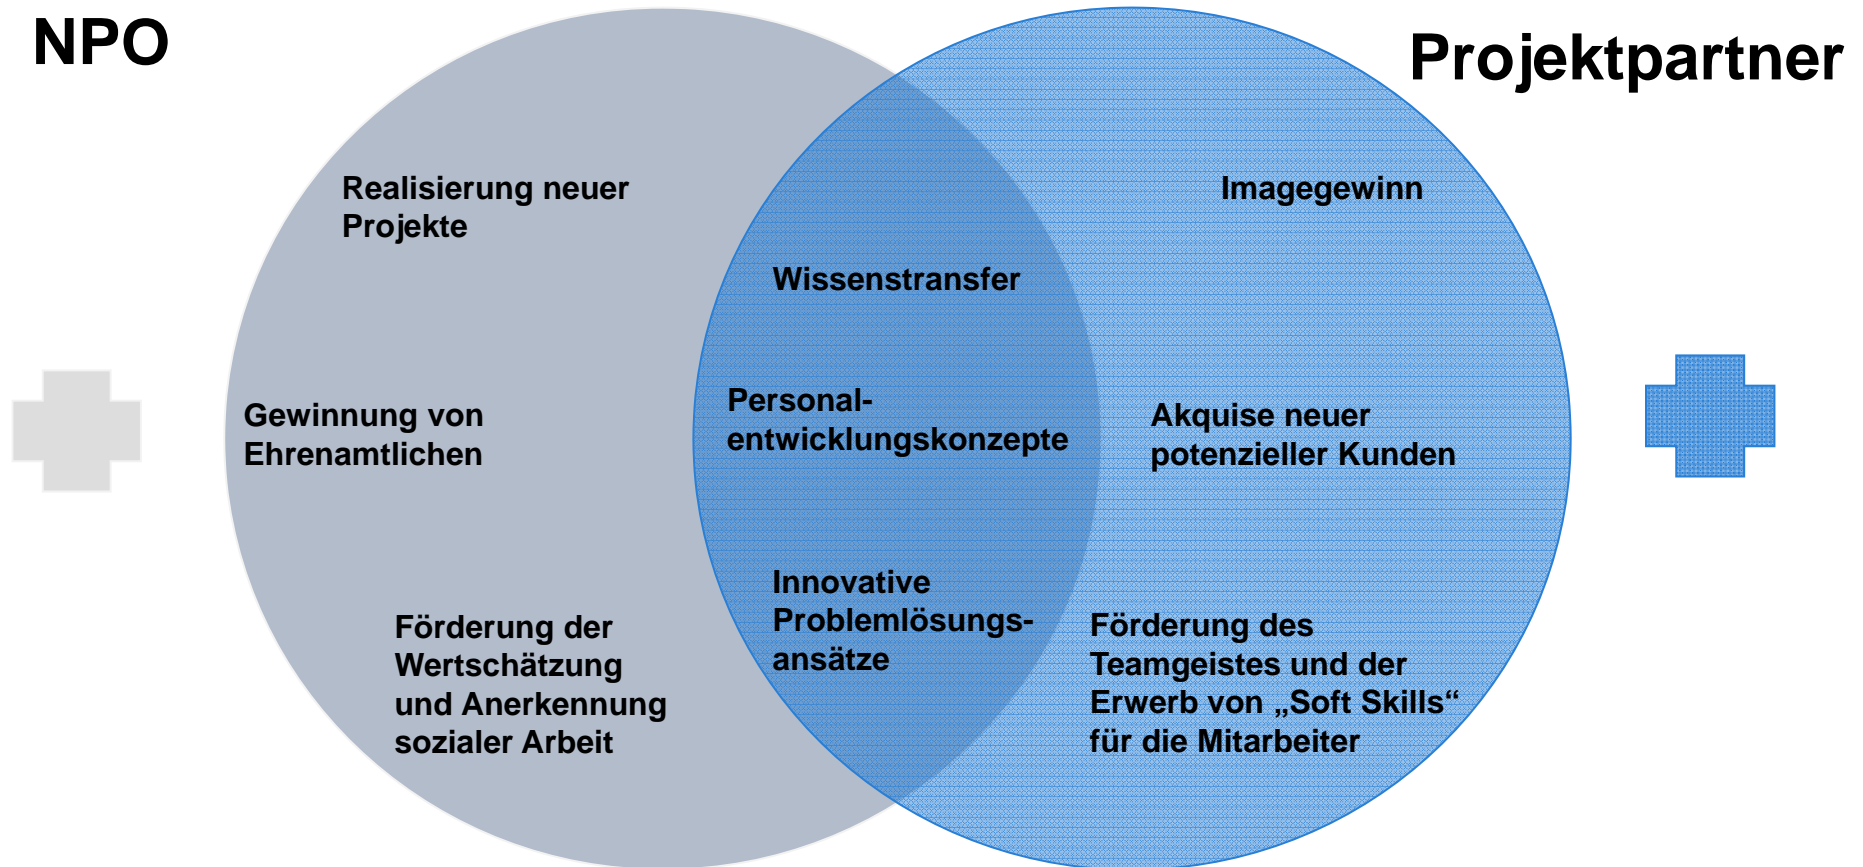 NPO
Projektpartner
Realisierung neuer
Projekte
Gewinnung von
Ehrenamtlichen
Förderung der
Wertschätzung
und Anerkennung
sozialer Arbeit
Wissenstransfer
Personal-
entwicklungskonzepte
Innovative
Problemlösungs-
ansätze
Imagegewinn
Akquise neuer
potenzieller Kunden
Förderung des
Teamgeistes und der
Erwerb von „Soft Skills“
für die Mitarbeiter